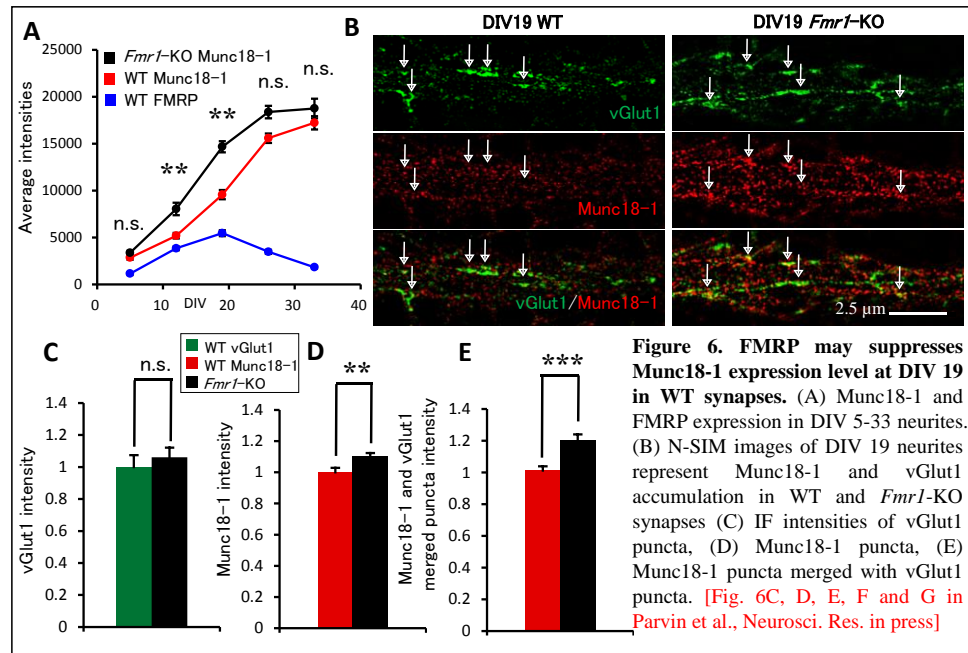 A
Average intensities
25000
20000
15000
10000
5000
0
0
10
20
30
40
DIV
Fmr1-KO Munc18-1
WT Munc18-1
WT FMRP
n.s.
**
**
n.s.
n.s.
B
DIV19 WT
DIV19 Fmr1-KO
vGlut1
vGlut1
Munc18-1
Munc18-1
vGlut1/Munc18-1
vGlut1/Munc18-1
2.5 µm
WT vGlut1
WT Munc18-1
Fmr1-KO
C
vGlut1 intensity
n.s.
1.4
1.2
1
0.8
0.6
0.4
0.2
0
D
Munc18-1 intensity
**
1.4
1.2
1
0.8
0.6
0.4
0.2
0
E
Munc18-1 and vGlut1
merged puncta intensity
***
1.4
1.2
1
0.8
0.6
0.4
0.2
0
Figure 6. FMRP may suppresses
Munc18-1 expression level at DIV 19
in WT synapses. (A) Munc18-1 and
FMRP expression in DIV 5-33 neurites.
(B) N-SIM images of DIV 19 neurites
represent Munc18-1 and vGlut1
accumulation in WT and Fmr1-KO
synapses (C) IF intensities of vGlut1
puncta, (D) Munc18-1 puncta, (E)
Munc18-1 puncta merged with vGlut1
puncta. [Fig. 6C, D, E, F and G in
Parvin et al., Neurosci. Res. in press]